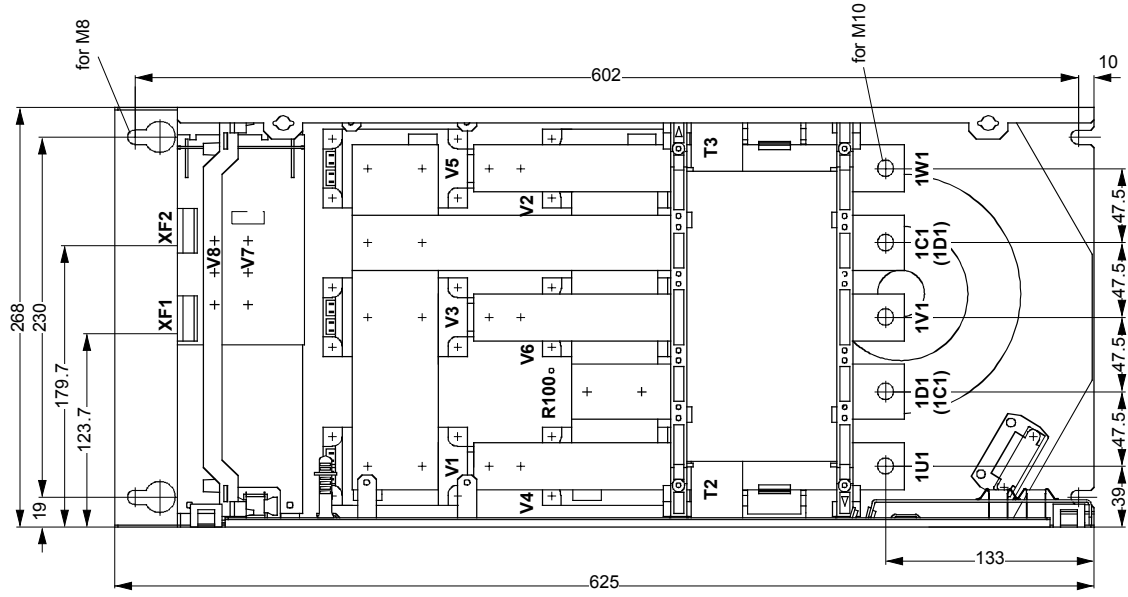 for M8
for M10
602
10
T3
V5
V2
1W1
47.5
XF2
V8
V7
1C1
(1D1)
47.5
268
230
179.7
XF1
V3
V6
1V1
47.5
123.7
R100
1D1
(1C1)
47.5
V1
V4
T2
1U1
39
19
133
625